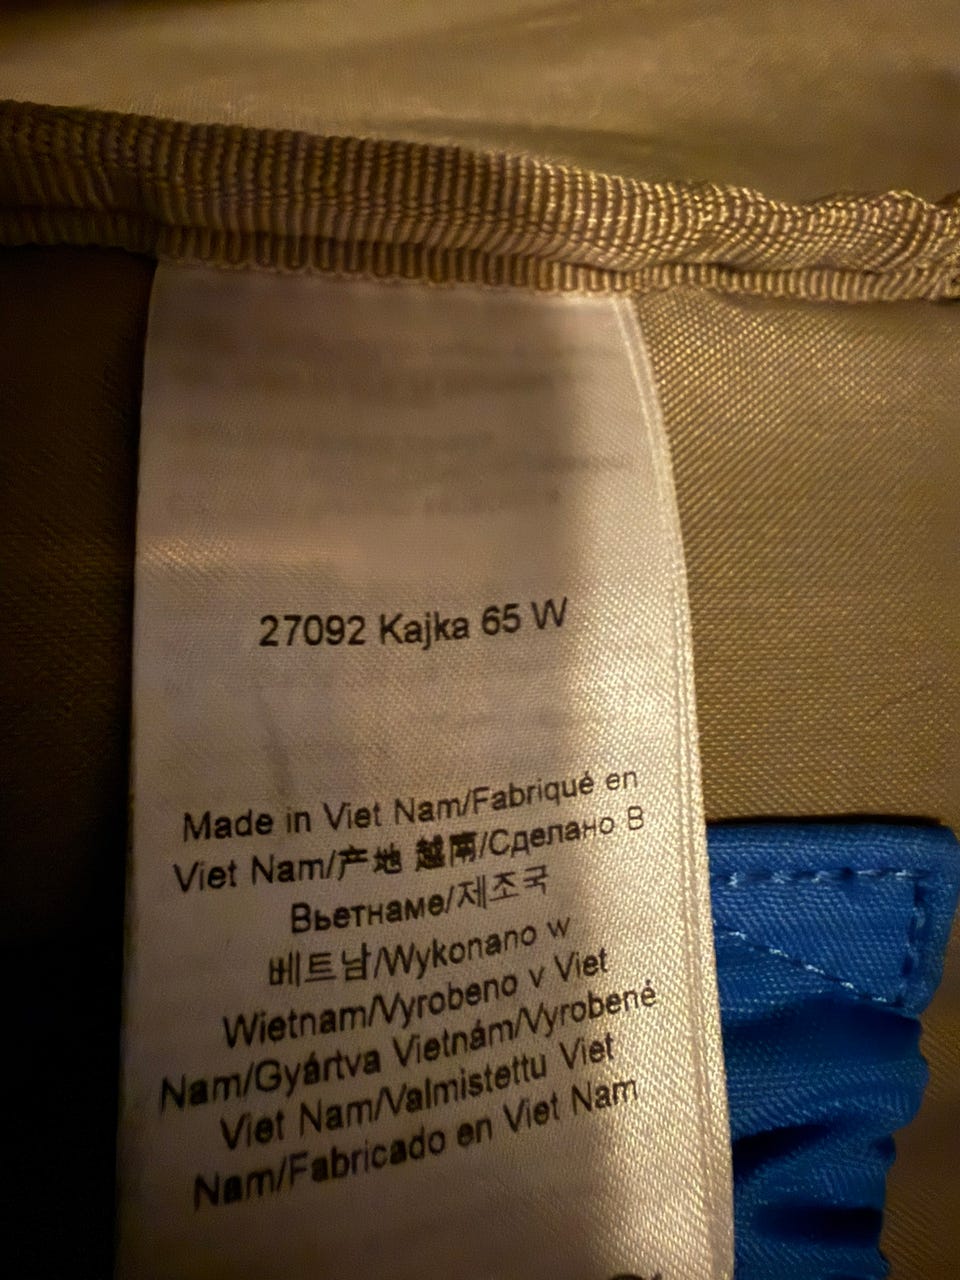 27092 Kajka 65 W
Made in Viet Nam/Fabriqué en
Viet Nam/产地 越南/Сделано В
Вьетнаме/제조국
베트남/Wykonano w
Wietnam/Vyrobeno v Viet
Nam/Gyártva Vietnám/Vyrobené
Viet Nam/Valmistettu Viet
Nam/Fabricado en Viet Nam